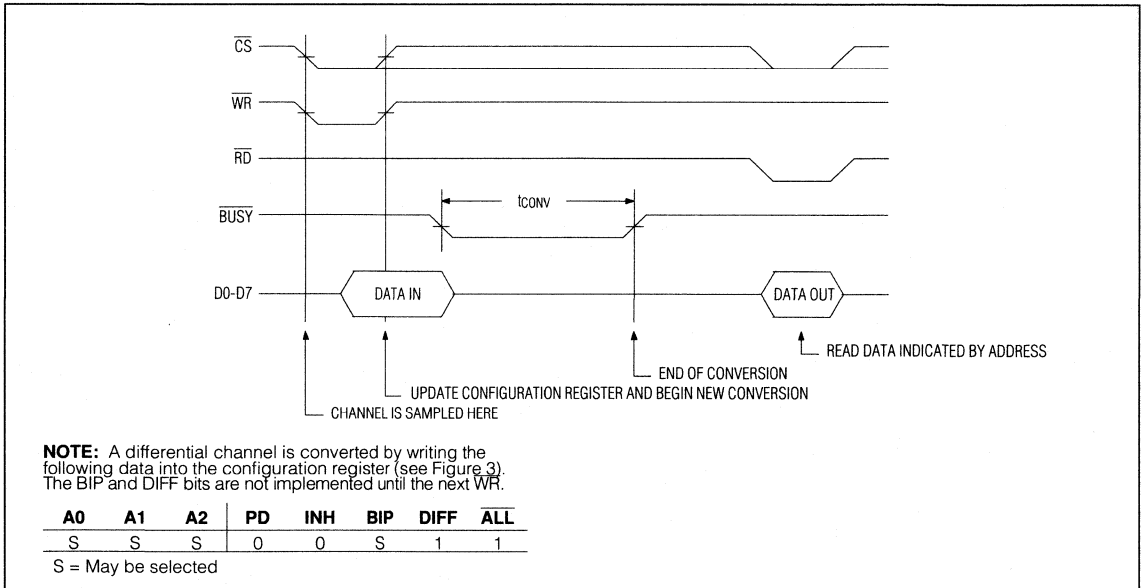 CS
WR
RD
BUSY
tCONV
D0-D7
DATA IN
DATA OUT
READ DATA INDICATED BY ADDRESS
END OF CONVERSION
UPDATE CONFIGURATION REGISTER AND BEGIN NEW CONVERSION
CHANNEL IS SAMPLED HERE
NOTE: A differential channel is converted by writing the
following data into the configuration register (see Figure 3).
The BIP and DIFF bits are not implemented until the next WR.
A0 A1 A2 PD INH BIP DIFF ALL
S S S 0 0 S 1 1
S = May be selected